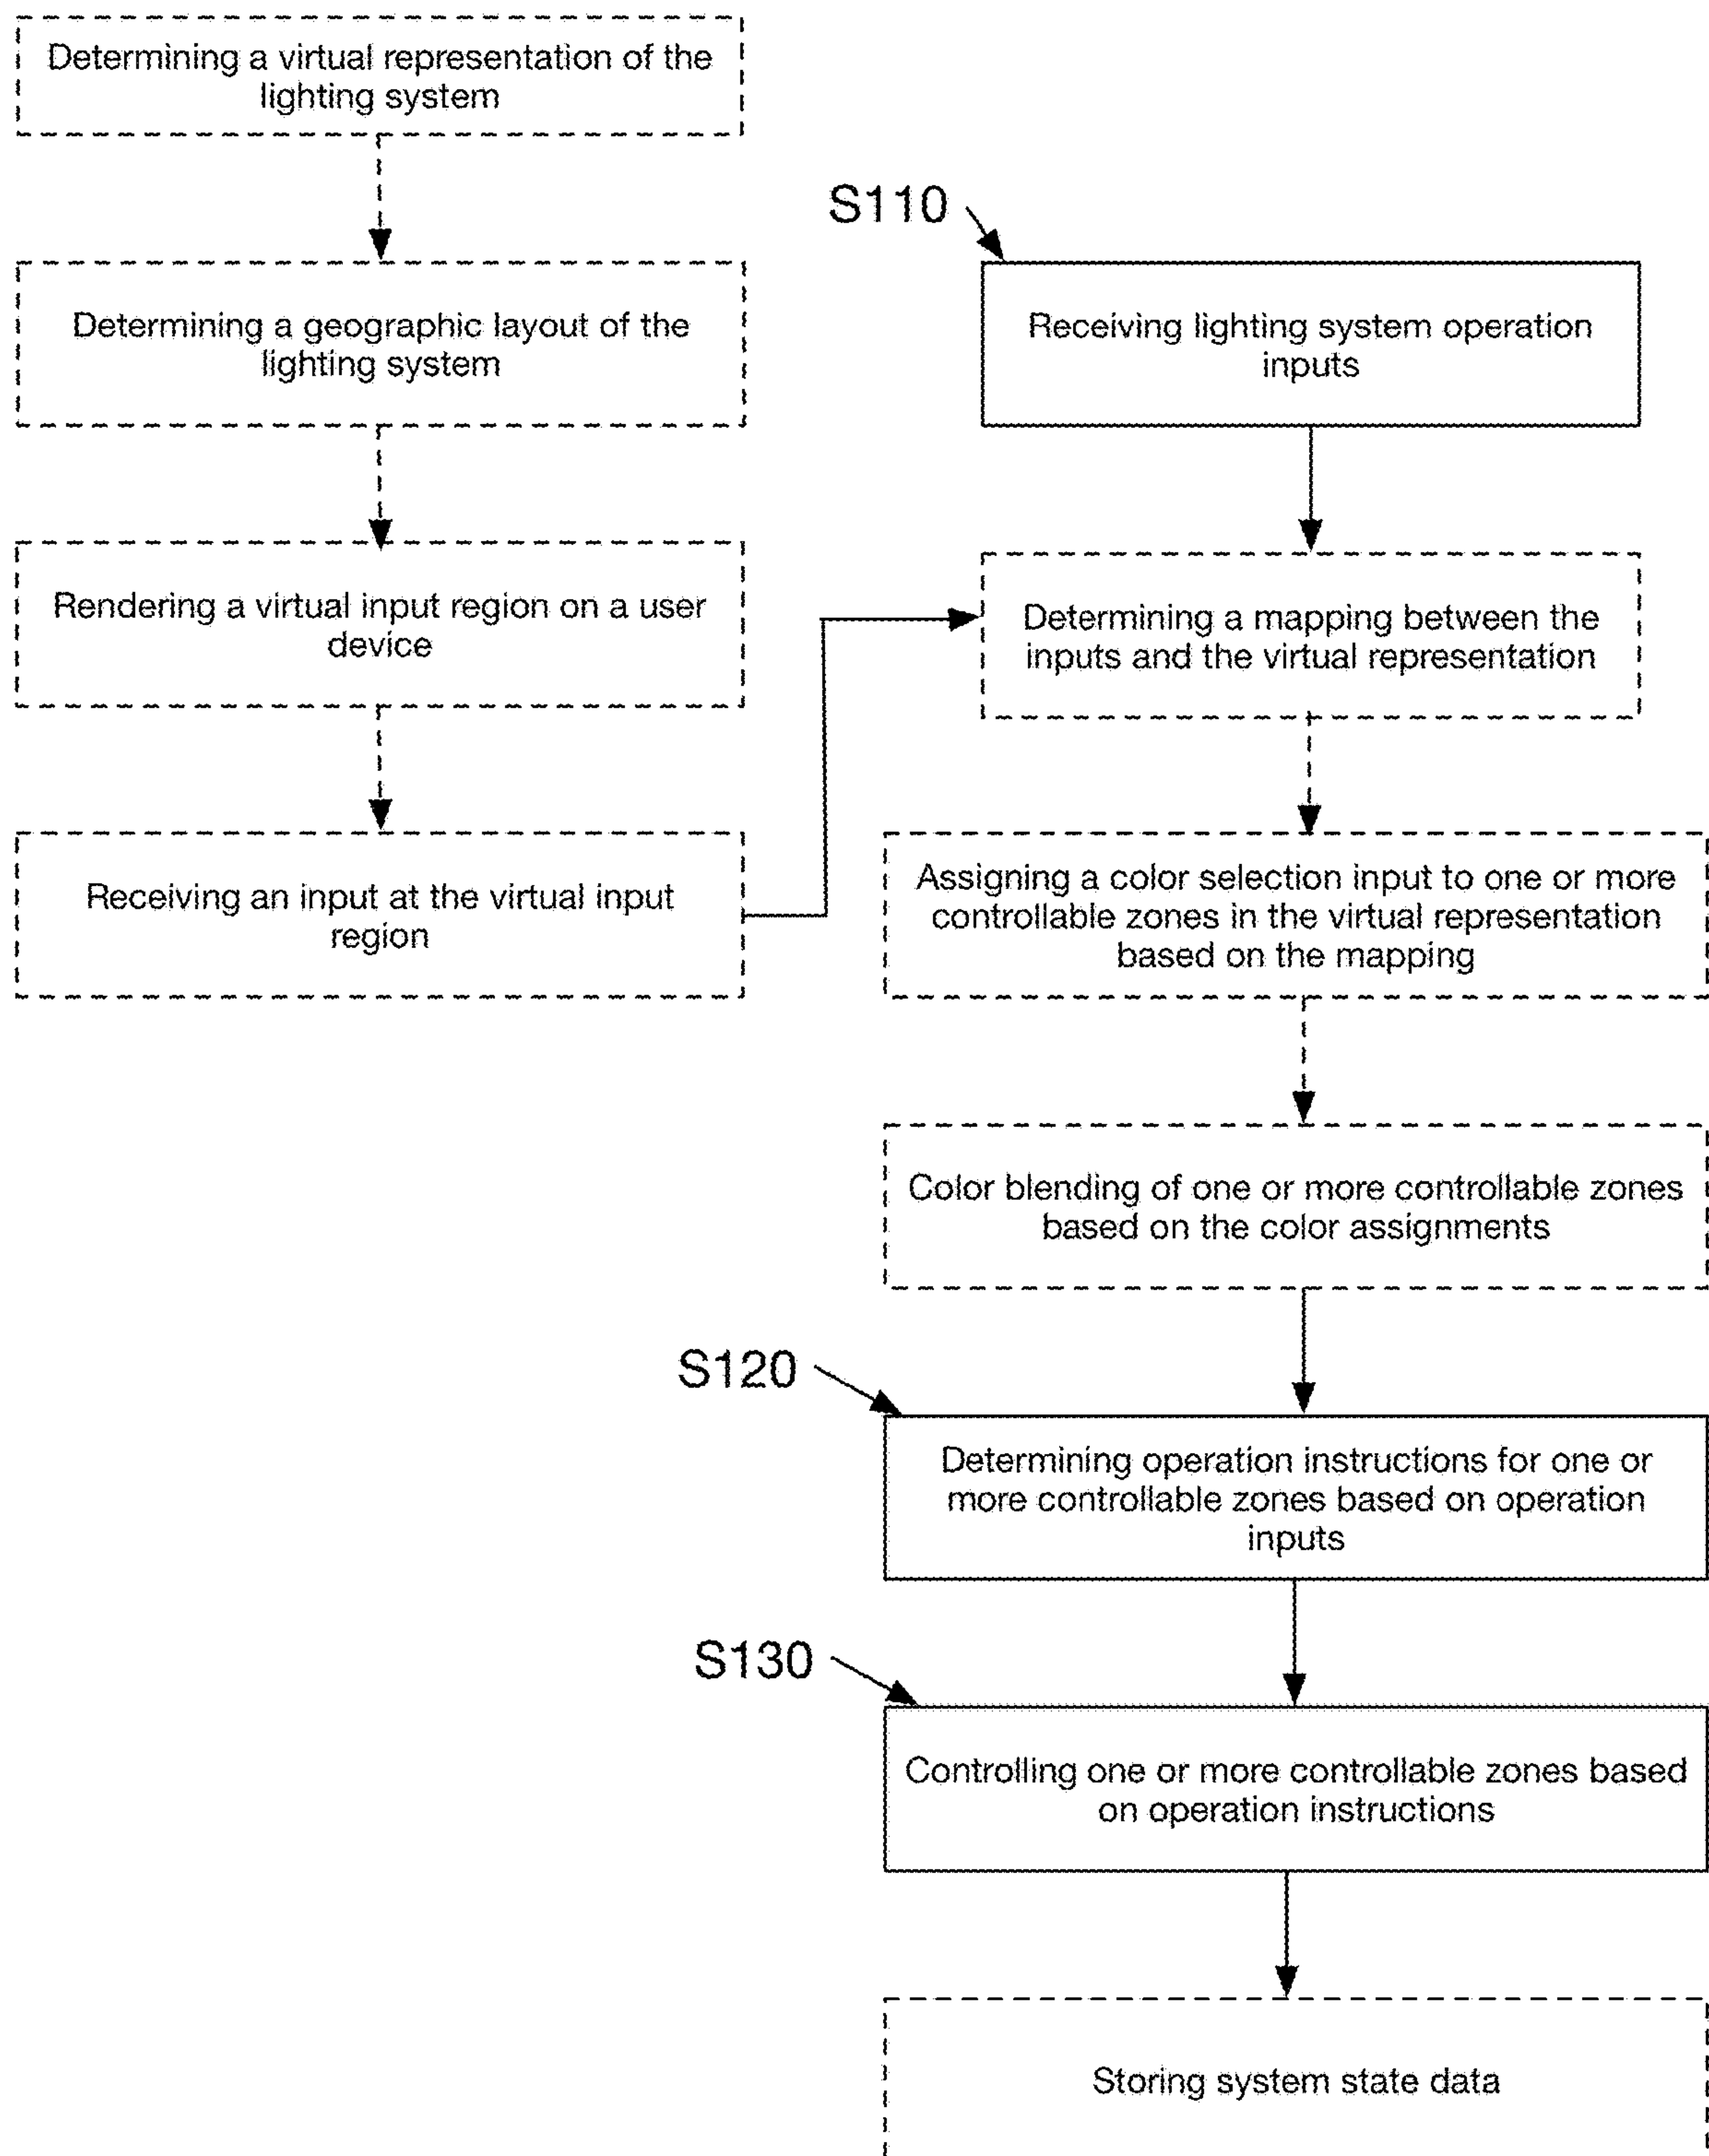 Determining a virtual representation of the
lighting system
Determining a geographic layout of the
lighting system
Rendering a virtual input region on a user
device
Receiving an input at the virtual input
region
S110
Receiving lighting system operation
inputs
Determining a mapping between the
inputs and the virtual representation
Assigning a color selection input to one or more
controllable zones in the virtual representation
based on the mapping
Color blending of one or more controllable zones
based on the color assignments
S120
Determining operation instructions for one or
more controllable zones based on operation
inputs
S130
Controlling one or more controllable zones based
on operation instructions
Storing system state data